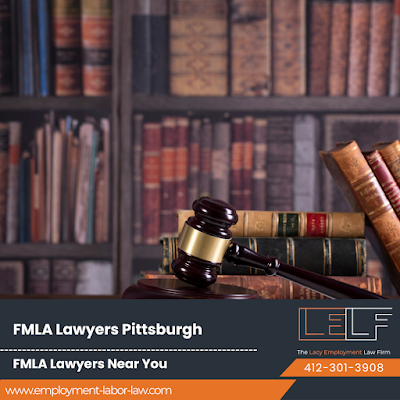 FMLA Lawyers Pittsburgh
FMLA Lawyers Near You
www.employment-labor-law.com
LELF
The Lacy Employment Law Firm
412-301-3908